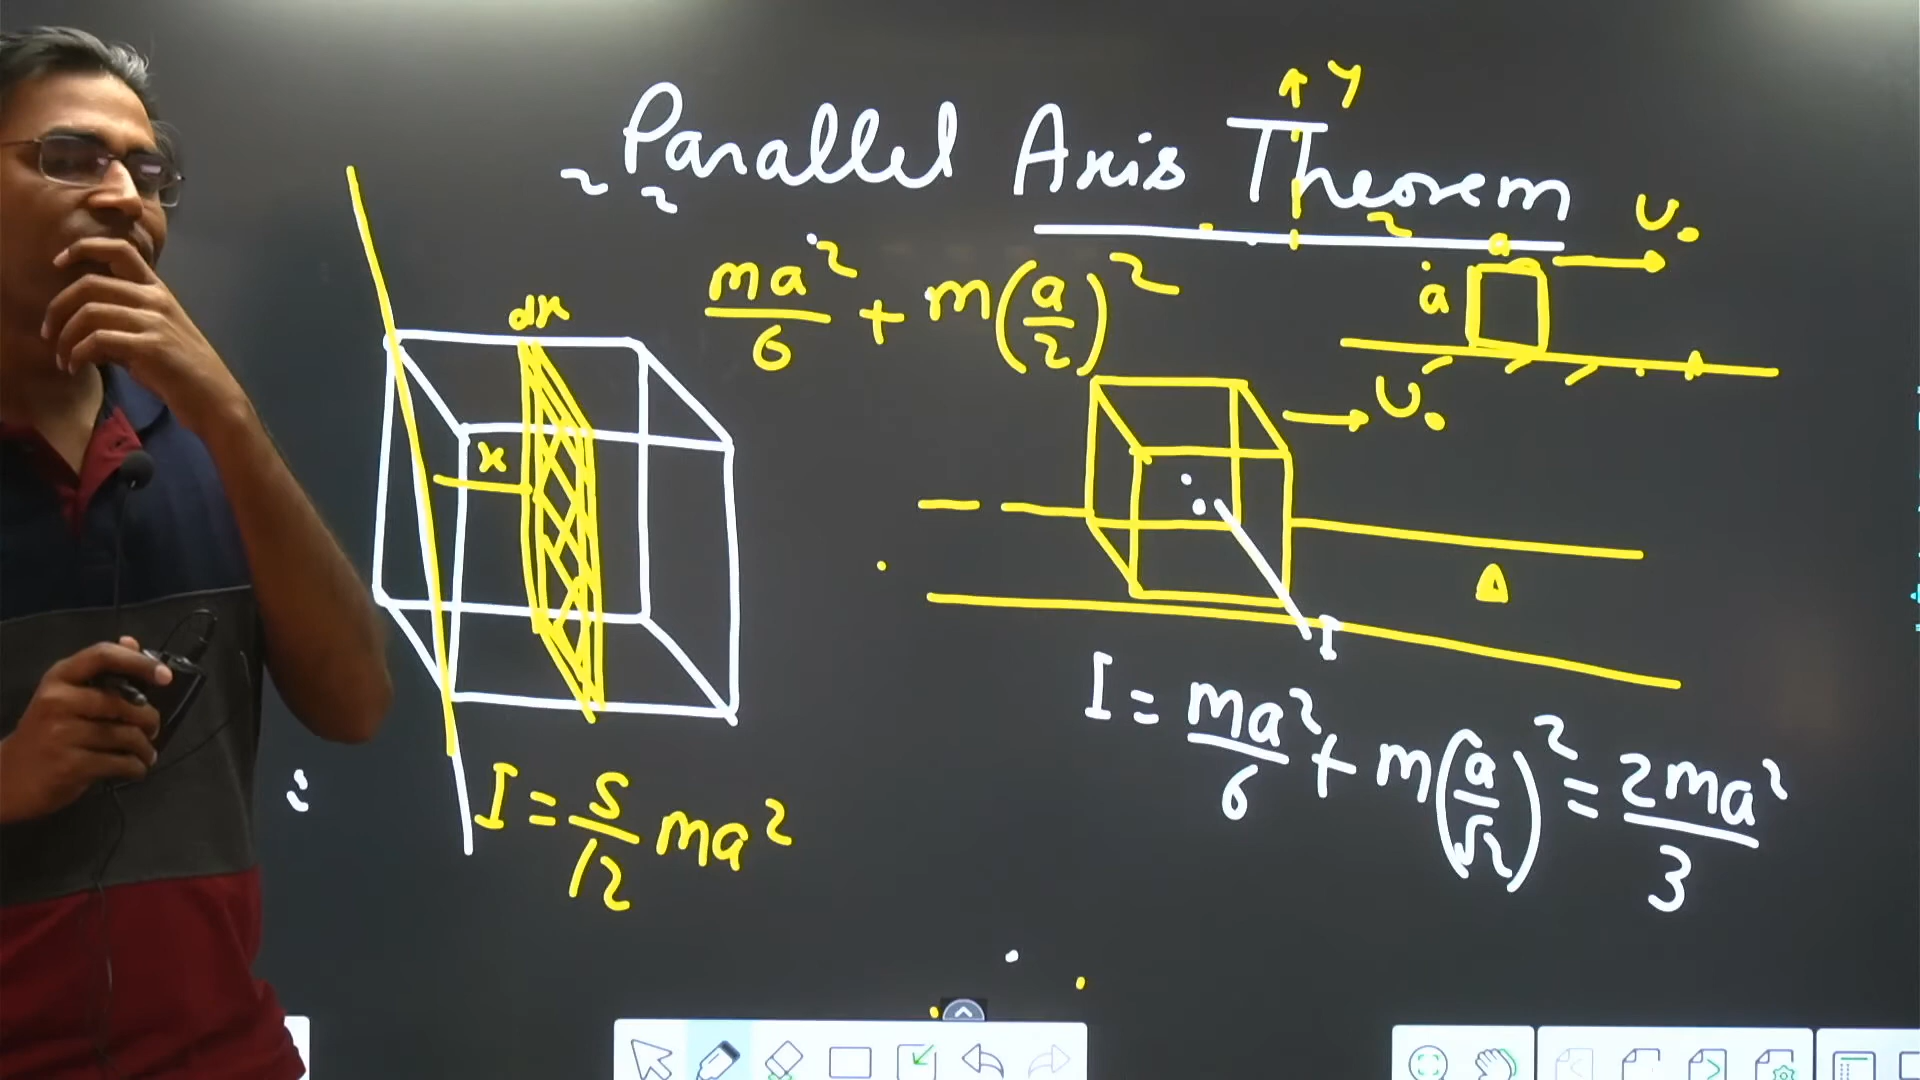 Y
Parallel Axis Theorem
ma²/6 + m(a/2)²
a
a
v₀
dx
x
v₀
I
I = 5/12 ma²
I = ma²/6 + m(a/√2)² = 2ma²/3